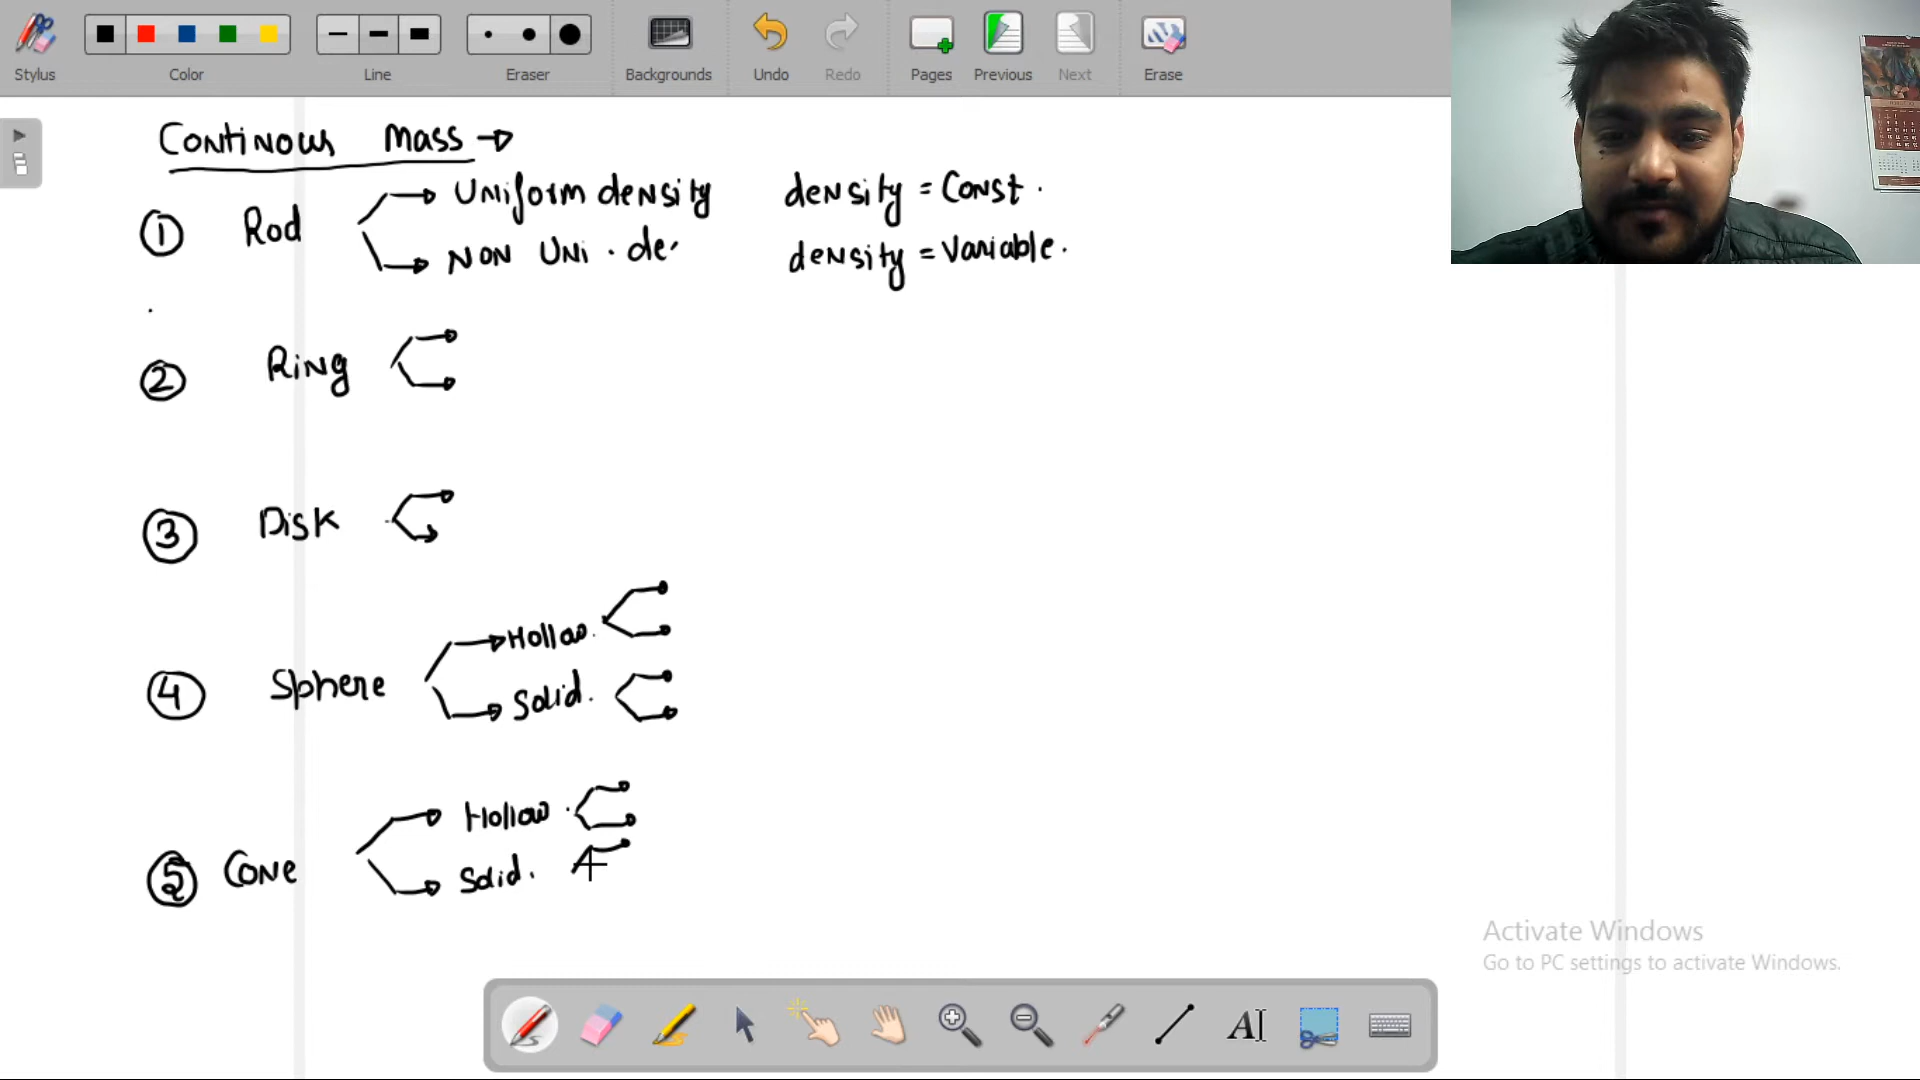 Stylus Color Line Eraser Backgrounds Undo Redo Pages Previous Next Erase
Continous Mass →
① Rod → Uniform density density = Const.
→ Non Uni. de density = Variable.
② Ring
③ Disk
④ Sphere → Hollow.
→ Solid.
⑤ Cone → Hollow.
→ Solid.
Activate Windows
Go to PC settings to activate Windows.